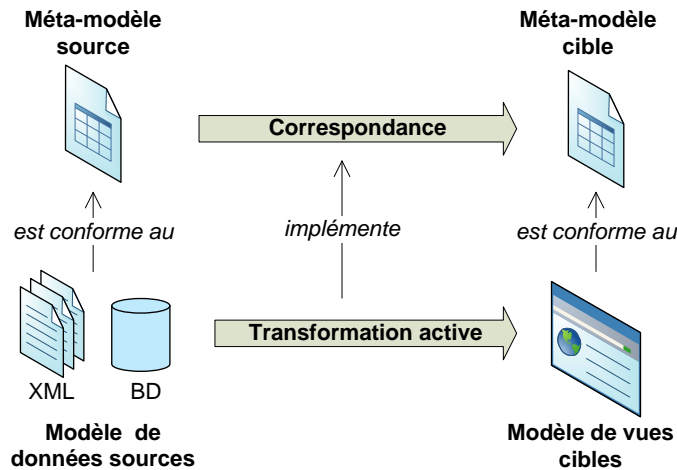 Méta-modèle
source
Méta-modèle
cible
Correspondance
est conforme au
implémente
est conforme au
Transformation active
XML
BD
Modèle de
données sources
Modèle de vues
cibles